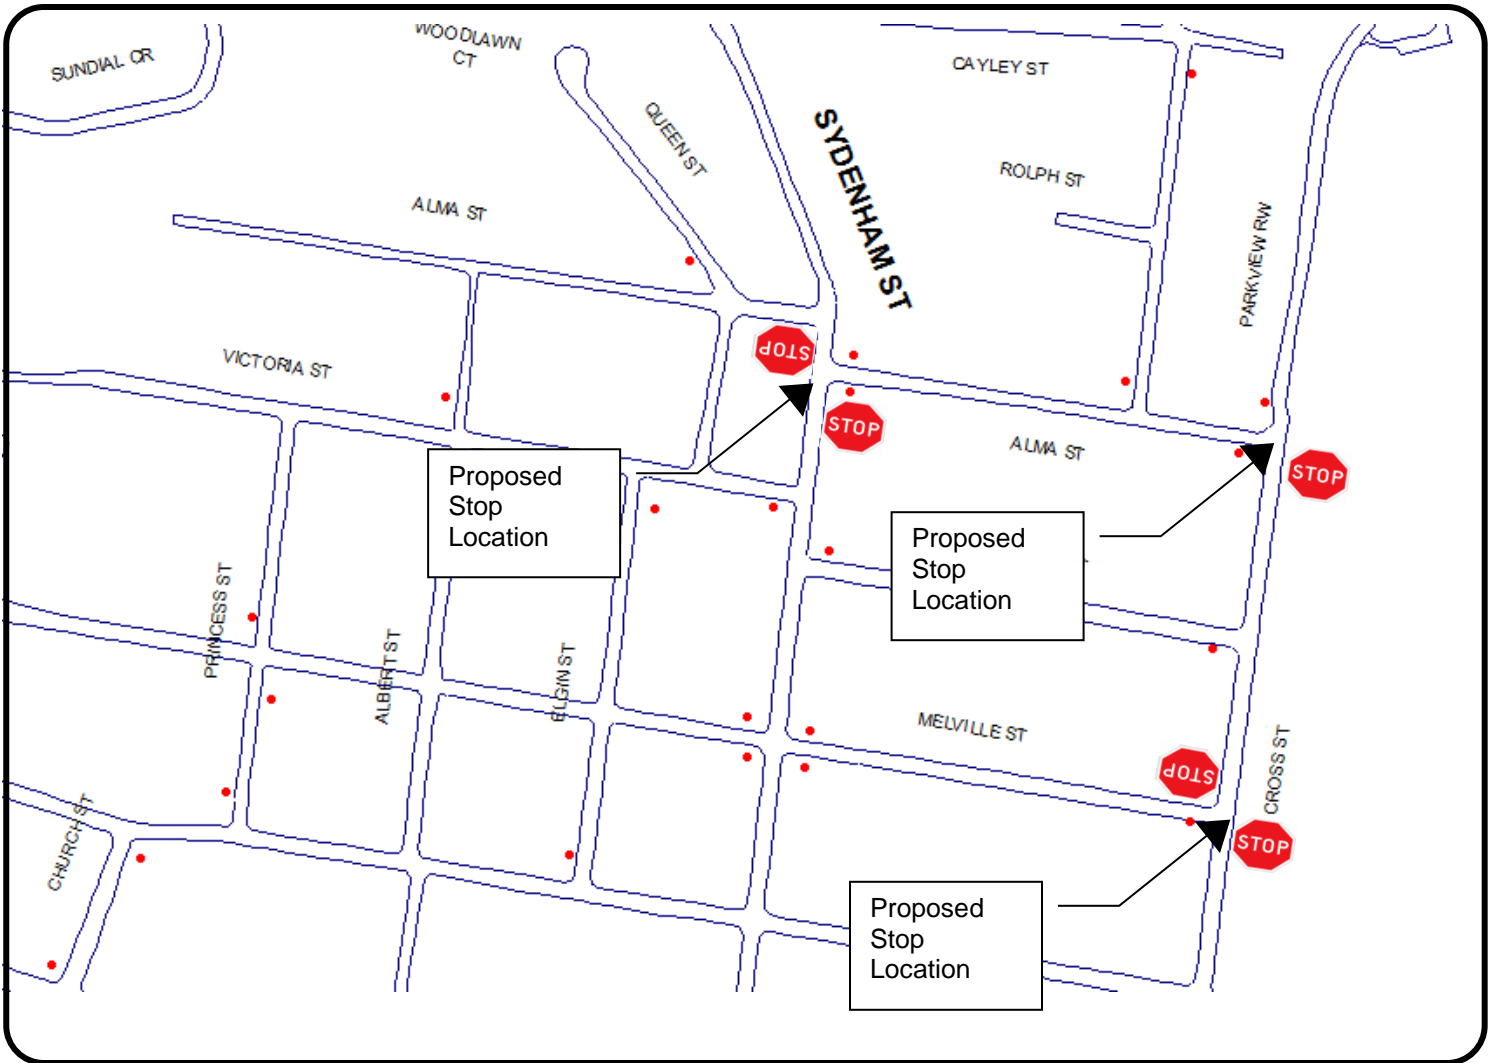 WOODLAWN
CT
SUNDIAL CR
CAYLEY ST
QUEEN ST
SYDENHAM ST
ROLPH ST
ALMA ST
PARKVIEW RW
STOP
VICTORIA ST
STOP
ALMA ST
STOP
Proposed
Stop
Location
Proposed
Stop
Location
PRINCESS ST
ALBERT ST
ELGIN ST
MELVILLE ST
STOP
CROSS ST
CHURCH ST
STOP
Proposed
Stop
Location